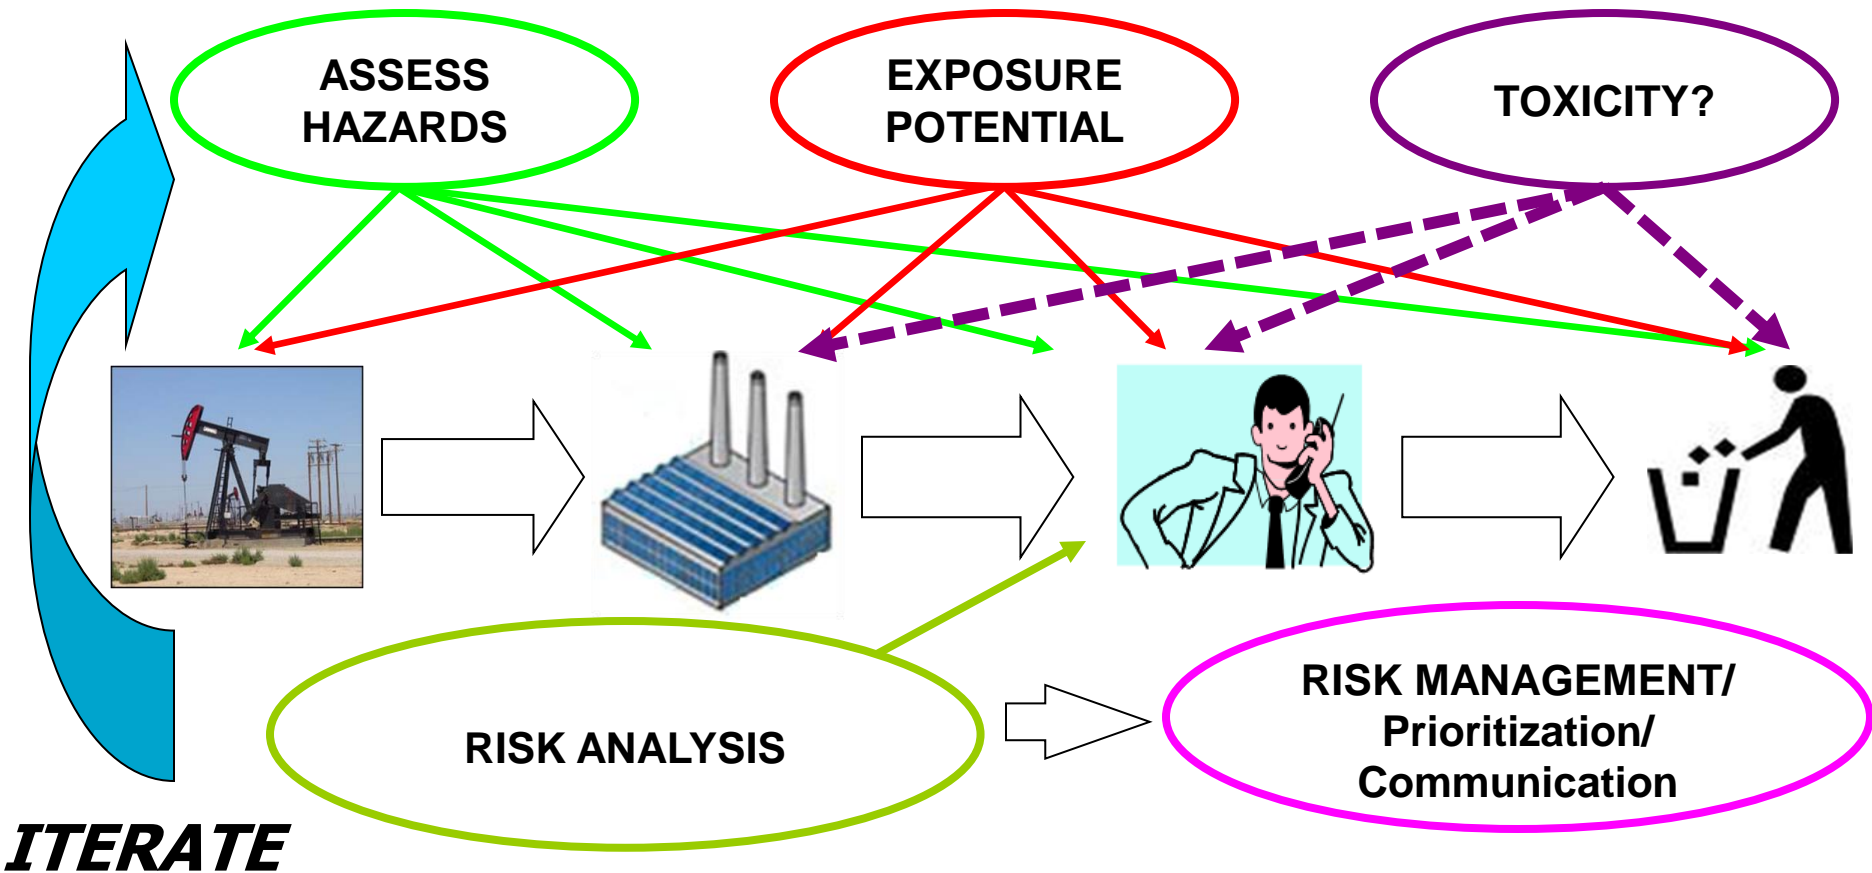 ASSESS
HAZARDS
EXPOSURE
POTENTIAL
TOXICITY?
RISK ANALYSIS
RISK MANAGEMENT/
Prioritization/
Communication
ITERATE